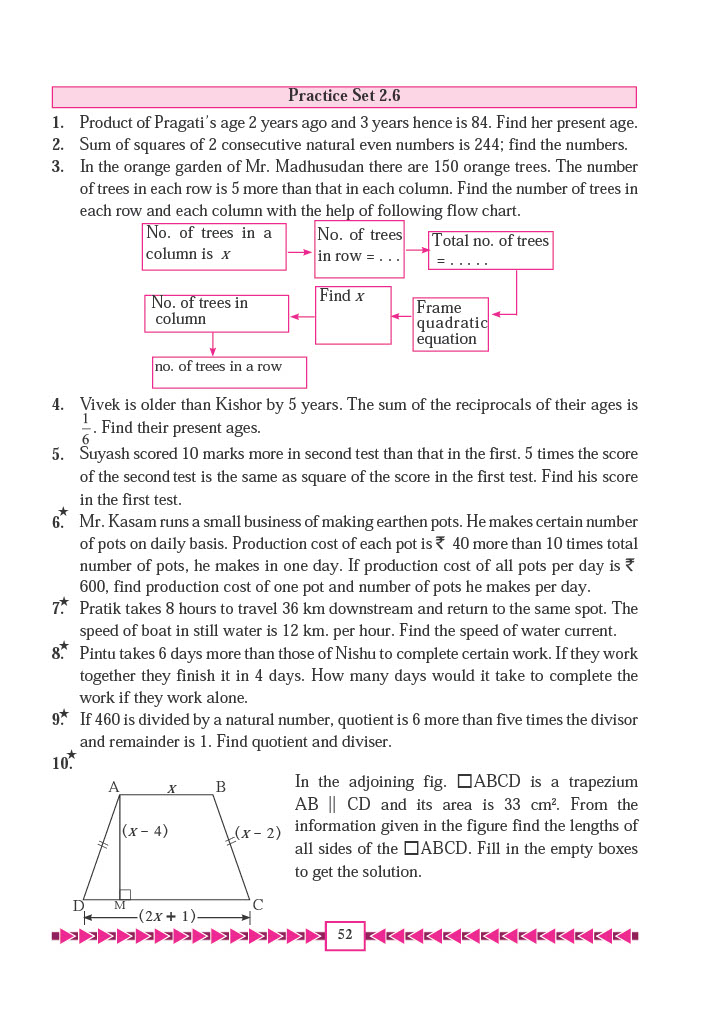 Practice Set 2.6
1. Product of Pragati's age 2 years ago and 3 years hence is 84. Find her present age.
2. Sum of squares of 2 consecutive natural even numbers is 244; find the numbers.
3. In the orange garden of Mr. Madhusudan there are 150 orange trees. The number
of trees in each row is 5 more than that in each column. Find the number of trees in
each row and each column with the help of following flow chart.
No. of trees in a
column is x
No. of trees
in row = . . .
Total no. of trees
= . . . . .
No. of trees in
column
Find x
Frame
quadratic
equation
no. of trees in a row
4. Vivek is older than Kishor by 5 years. The sum of the reciprocals of their ages is
1/6. Find their present ages.
5. Suyash scored 10 marks more in second test than that in the first. 5 times the score
of the second test is the same as square of the score in the first test. Find his score
in the first test.
6.★ Mr. Kasam runs a small business of making earthen pots. He makes certain number
of pots on daily basis. Production cost of each pot is ₹ 40 more than 10 times total
number of pots, he makes in one day. If production cost of all pots per day is ₹
600, find production cost of one pot and number of pots he makes per day.
7.★ Pratik takes 8 hours to travel 36 km downstream and return to the same spot. The
speed of boat in still water is 12 km. per hour. Find the speed of water current.
8.★ Pintu takes 6 days more than those of Nishu to complete certain work. If they work
together they finish it in 4 days. How many days would it take to complete the
work if they work alone.
9.★ If 460 is divided by a natural number, quotient is 6 more than five times the divisor
and remainder is 1. Find quotient and diviser.
10.★
A x B
(x – 4) (x – 2)
D M C
(2x + 1)
In the adjoining fig. □ABCD is a trapezium
AB || CD and its area is 33 cm². From the
information given in the figure find the lengths of
all sides of the □ABCD. Fill in the empty boxes
to get the solution.
52